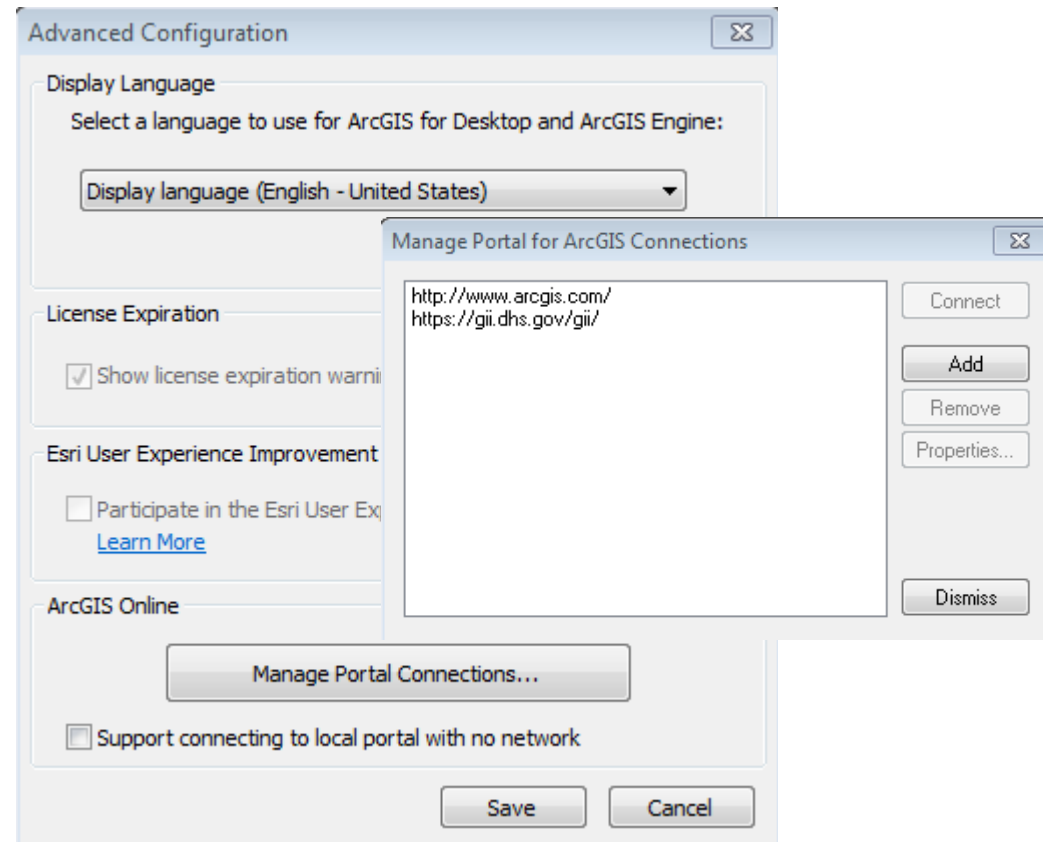 Advanced Configuration
Display Language
Select a language to use for ArcGIS for Desktop and ArcGIS Engine:
Display language (English - United States)
License Expiration
Show license expiration
Esri User Experience Improvement
Participate in the Esri User
Learn More
ArcGIS Online
Manage Portal Connections...
Support connecting to local portal with no network
Save
Cancel
Manage Portal for ArcGIS Connections
http://www.arcgis.com/
https://gii.dhs.gov/gii/
Connect
Add
Remove
Properties...
Dismiss